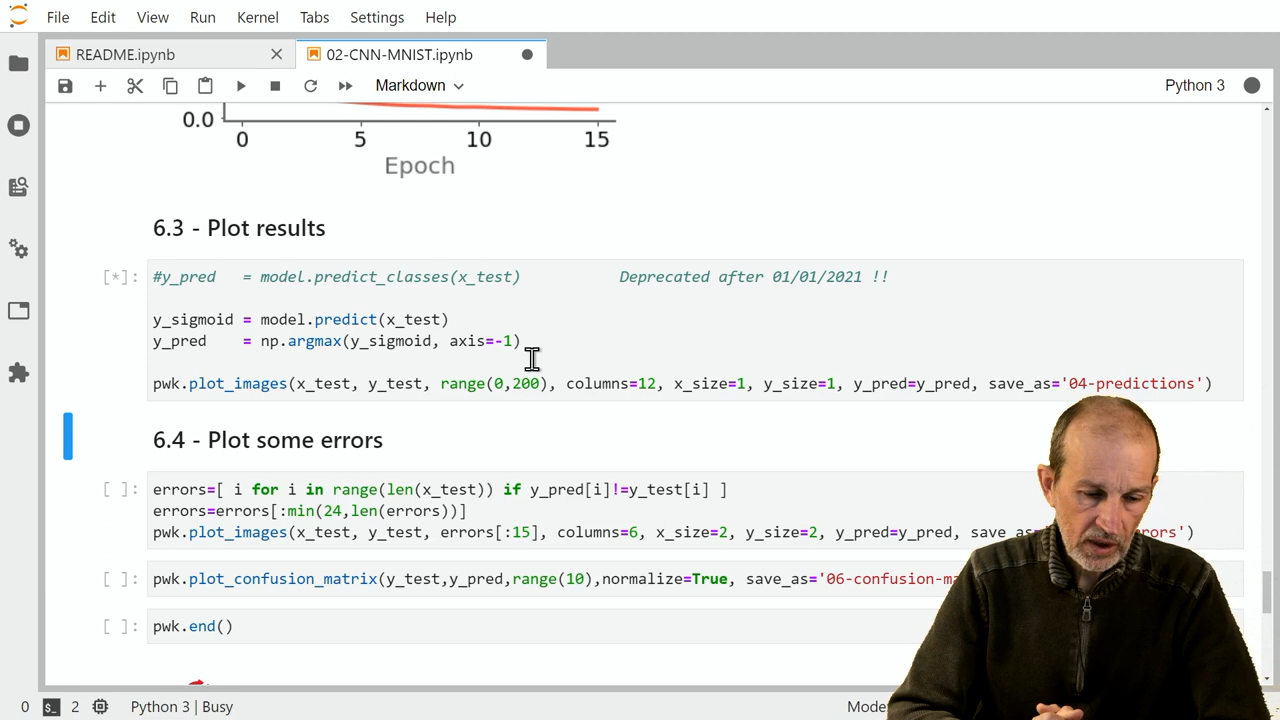 File Edit View Run Kernel Tabs Settings Help
README.ipynb
02-CNN-MNIST.ipynb
Markdown
Python 3
0.0
0 5 10 15
Epoch
6.3 - Plot results
[*]: #y_pred = model.predict_classes(x_test) Deprecated after 01/01/2021 !!
y_sigmoid = model.predict(x_test)
y_pred = np.argmax(y_sigmoid, axis=-1)
pwk.plot_images(x_test, y_test, range(0,200), columns=12, x_size=1, y_size=1, y_pred=y_pred, save_as='04-predictions')
6.4 - Plot some errors
[ ]: errors=[ i for i in range(len(x_test)) if y_pred[i]!=y_test[i] ]
errors=errors[:min(24,len(errors))]
pwk.plot_images(x_test, y_test, errors[:15], columns=6, x_size=2, y_size=2, y_pred=y_pred, save_as= rors')
[ ]: pwk.plot_confusion_matrix(y_test,y_pred,range(10),normalize=True, save_as='06-confusion-ma
[ ]: pwk.end()
0 $_ 2 Python 3 | Busy
Mode